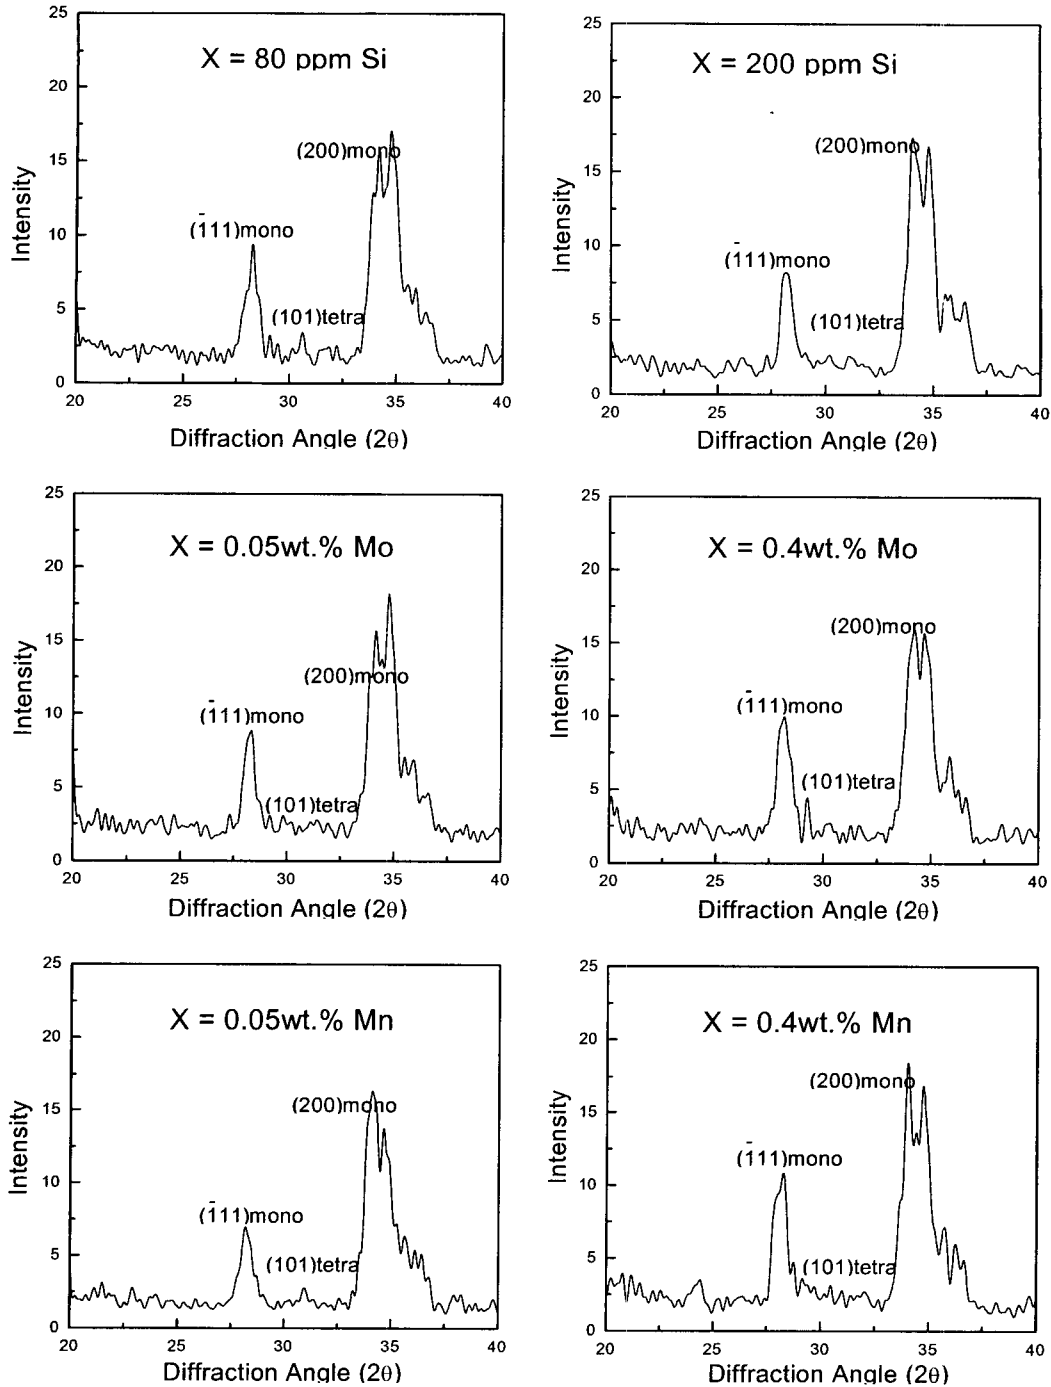 25
20
15
10
5
0
Intensity
X = 80 ppm Si
(200)mono
(1̄11)mono
(101)tetra
20 25 30 35 40
Diffraction Angle (2θ)
25
20
15
10
5
0
Intensity
X = 200 ppm Si
(200)mono
(1̄11)mono
(101)tetra
20 25 30 35 40
Diffraction Angle (2θ)
25
20
15
10
5
0
Intensity
X = 0.05wt.% Mo
(200)mono
(1̄11)mono
(101)tetra
20 25 30 35 40
Diffraction Angle (2θ)
25
20
15
10
5
0
Intensity
X = 0.4wt.% Mo
(200)mono
(1̄11)mono
(101)tetra
20 25 30 35 40
Diffraction Angle (2θ)
25
20
15
10
5
0
Intensity
X = 0.05wt.% Mn
(200)mono
(1̄11)mono
(101)tetra
20 25 30 35 40
Diffraction Angle (2θ)
25
20
15
10
5
0
Intensity
X = 0.4wt.% Mn
(200)mono
(1̄11)mono
(101)tetra
20 25 30 35 40
Diffraction Angle (2θ)